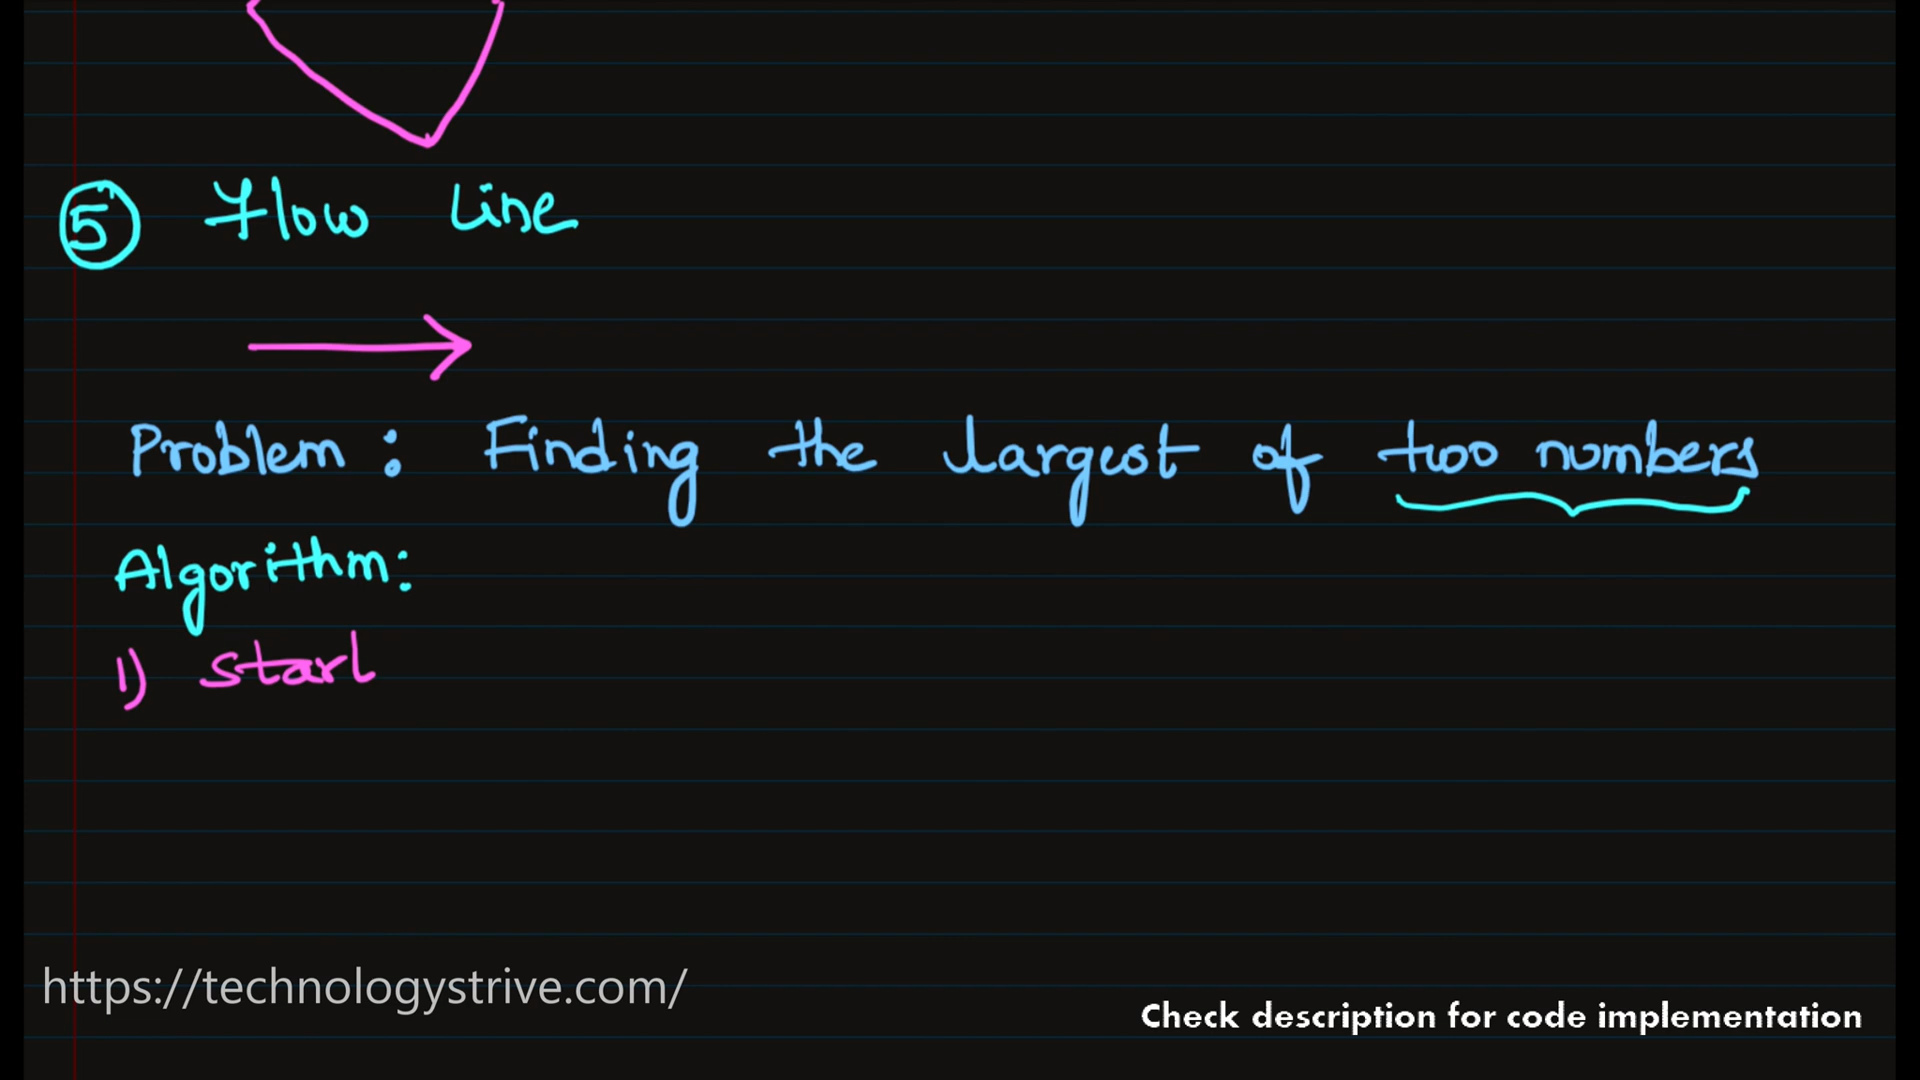 5 Flow Line
Problem : Finding the largest of two numbers
Algorithm:
1) Start
https://technologystrive.com/
Check description for code implementation